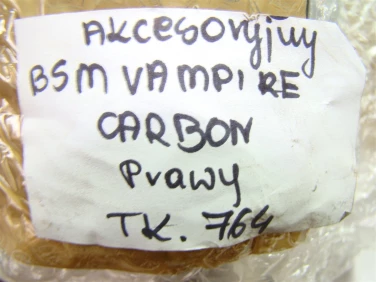 AKCESORyjny
BSM VAMPIRE
CARBON
Prawy
TK. 764